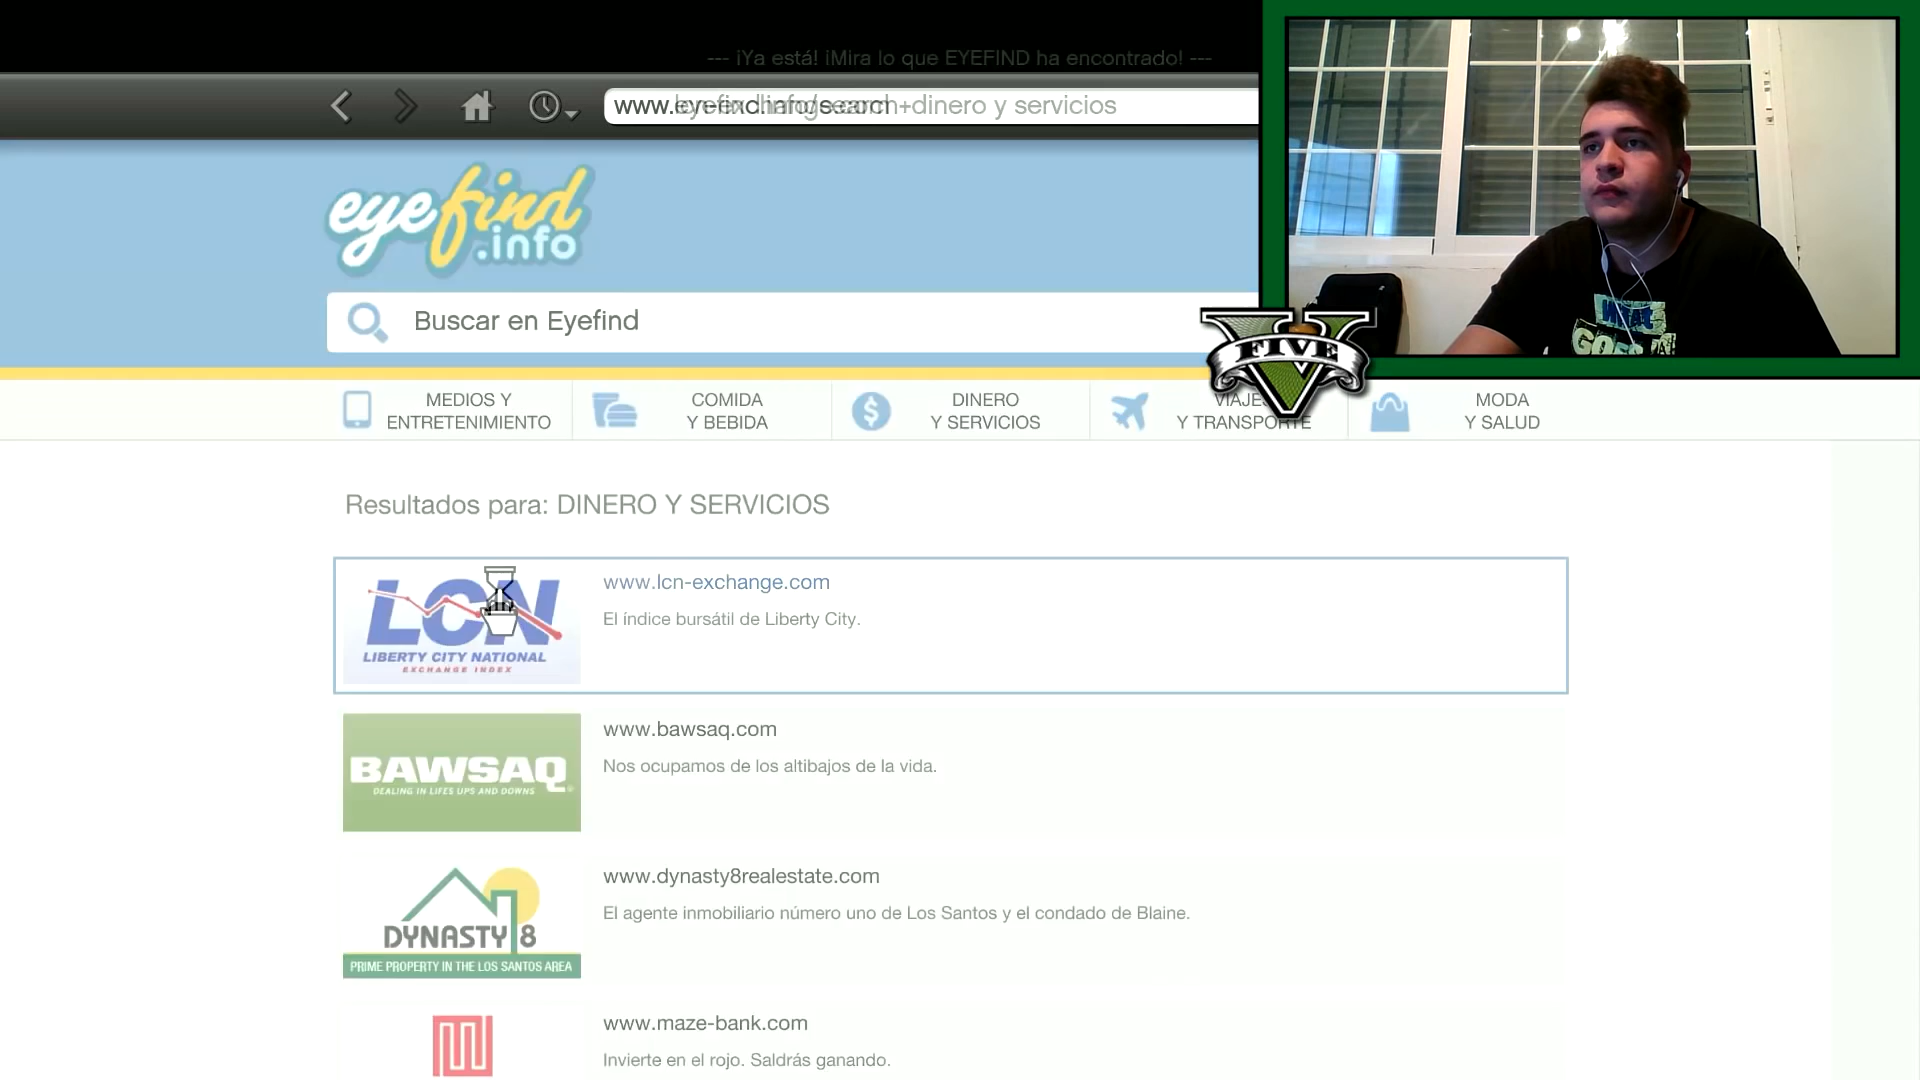 --- ¡Ya está! ¡Mira lo que EYEFIND ha encontrado! ---
eyefind
.info
Buscar en Eyefind
FIVE
V
MEDIOS Y
ENTRETENIMIENTO
COMIDA
Y BEBIDA
DINERO
Y SERVICIOS
VIAJES
Y TRANSPORTE
MODA
Y SALUD
Resultados para: DINERO Y SERVICIOS
LCN
LIBERTY CITY NATIONAL
EXCHANGE INDEX
www.lcn-exchange.com
El índice bursátil de Liberty City.
BAWSAQ
DEALING IN LIFES UPS AND DOWNS
www.bawsaq.com
Nos ocupamos de los altibajos de la vida.
DYNASTY 8
PRIME PROPERTY IN THE LOS SANTOS AREA
www.dynasty8realestate.com
El agente inmobiliario número uno de Los Santos y el condado de Blaine.
www.maze-bank.com
Invierte en el rojo. Saldrás ganando.